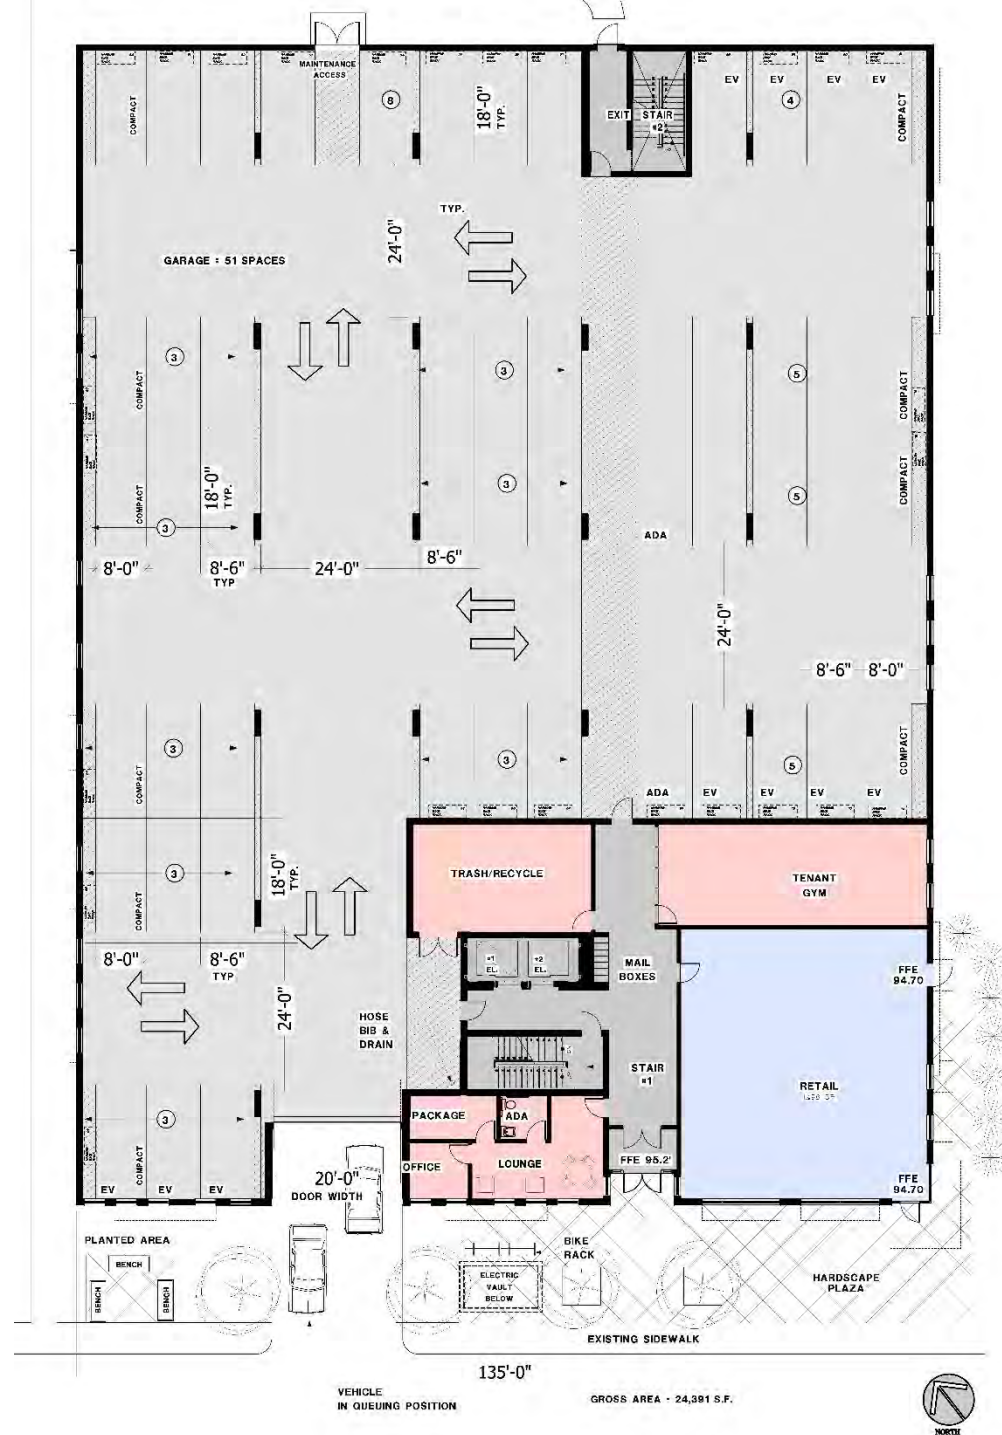 MAINTENANCE
ACCESS
COMPACT
8
18'-0"
TYP.
EXIT
STAIR
#2
EV
EV
EV
EV
4
COMPACT
TYP.
24'-0"
GARAGE : 51 SPACES
3
3
5
COMPACT
COMPACT
18'-0"
TYP.
COMPACT
3
3
5
COMPACT
ADA
8'-0"
8'-6"
TYP
24'-0"
8'-6"
24'-0"
8'-6"
8'-0"
3
3
5
COMPACT
COMPACT
ADA
EV
EV
EV
EV
3
18'-0"
TYP.
COMPACT
TRASH/RECYCLE
TENANT
GYM
8'-0"
8'-6"
TYP
24'-0"
#1
EL.
#2
EL.
MAIL
BOXES
FFE
94.70
HOSE
BIB &
DRAIN
STAIR
#1
RETAIL
3
COMPACT
PACKAGE
ADA
OFFICE
LOUNGE
FFE 95.2'
FFE
94.70
EV
EV
EV
20'-0"
DOOR WIDTH
PLANTED AREA
BENCH
BENCH
BENCH
BIKE
RACK
ELECTRIC
VAULT
BELOW
HARDSCAPE
PLAZA
EXISTING SIDEWALK
135'-0"
VEHICLE
IN QUEUING POSITION
GROSS AREA - 24,391 S.F.
NORTH